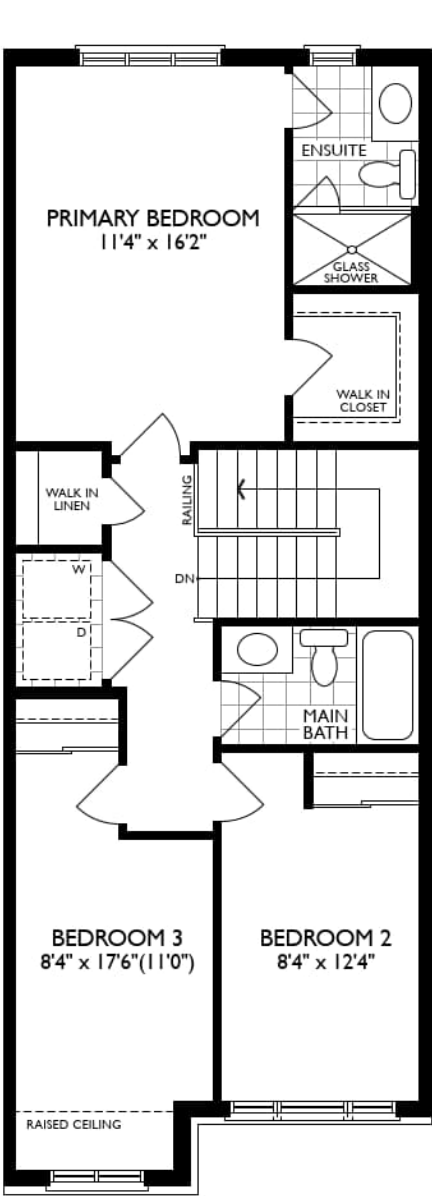 ENSUITE
PRIMARY BEDROOM
11'4" x 16'2"
GLASS
SHOWER
WALK IN
CLOSET
WALK IN
LINEN
RAILING
W
DN
D
MAIN
BATH
BEDROOM 3
8'4" x 17'6"(11'0")
BEDROOM 2
8'4" x 12'4"
RAISED CEILING